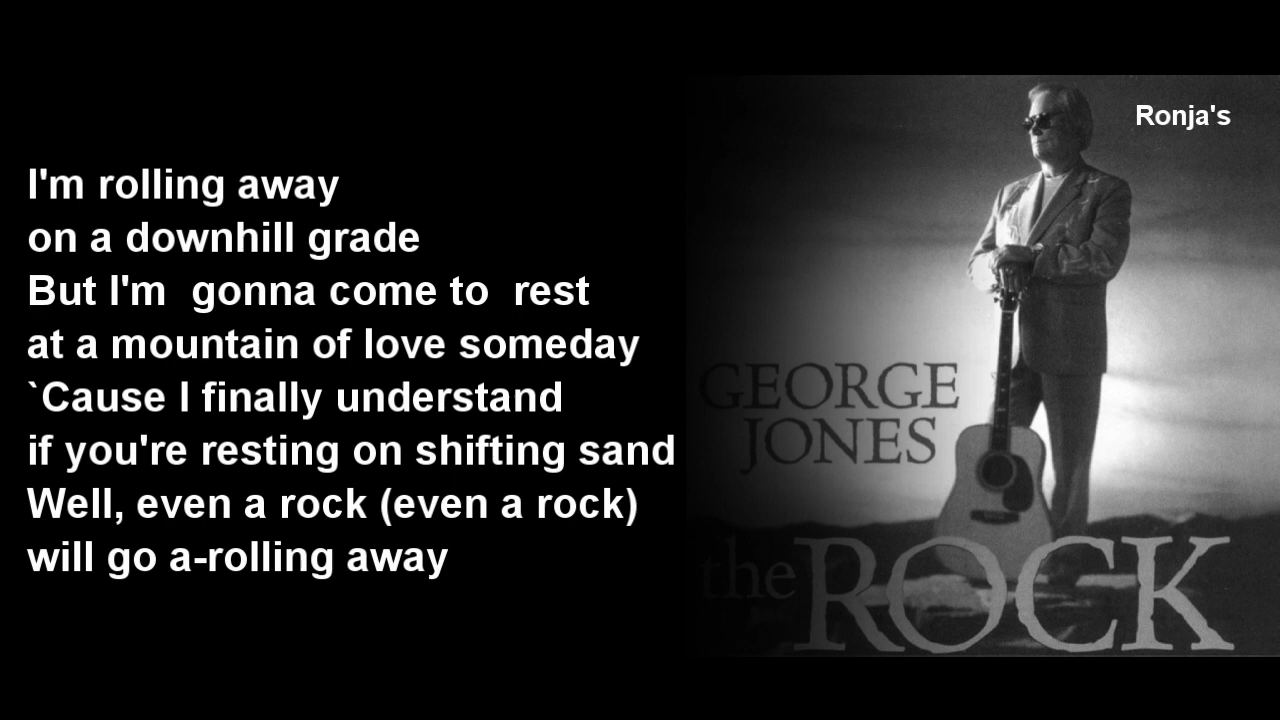 I'm rolling away
on a downhill grade
But I'm  gonna come to  rest
at a mountain of love someday
`Cause I finally understand
if you're resting on shifting sand
Well, even a rock (even a rock)
will go a-rolling away
Ronja's
GEORGE
JONES
the ROCK